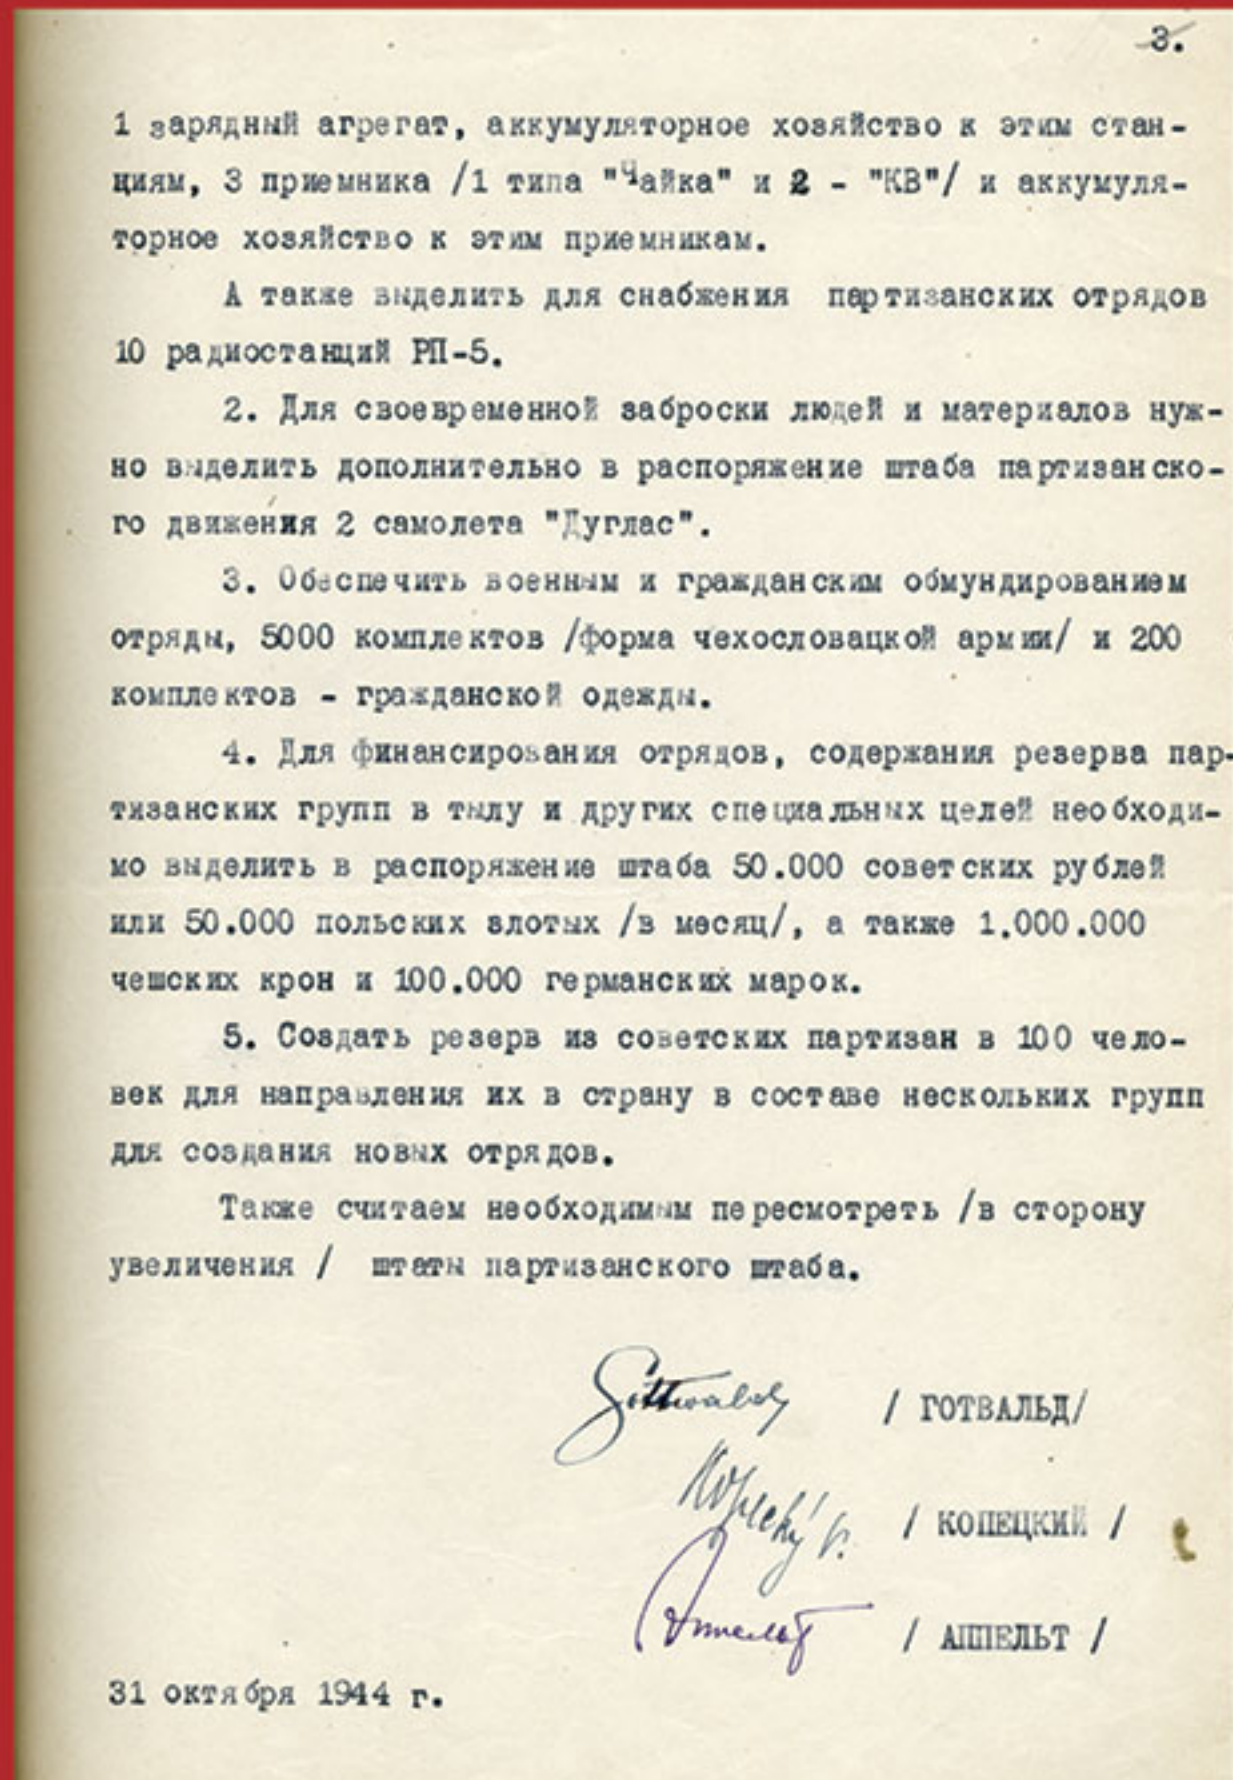 3.
1 зарядный агрегат, аккумуляторное хозяйство к этим стан-
циям, 3 приемника /1 типа "Чайка" и 2 - "КВ"/ и аккумуля-
торное хозяйство к этим приемникам.
А также выделить для снабжения партизанских отрядов
10 радиостанций РП-5.
2. Для своевременной заброски людей и материалов нуж-
но выделить дополнительно в распоряжение штаба партизанско-
го движения 2 самолета "Дуглас".
3. Обеспечить военным и гражданским обмундированием
отряды, 5000 комплектов /форма чехословацкой армии/ и 200
комплектов - гражданской одежды.
4. Для финансирования отрядов, содержания резерва пар-
тизанских групп в тылу и других специальных целей необходи-
мо выделить в распоряжение штаба 50.000 советских рублей
или 50.000 польских злотых /в месяц/, а также 1.000.000
чешских крон и 100.000 германских марок.
5. Создать резерв из советских партизан в 100 чело-
век для направления их в страну в составе нескольких групп
для создания новых отрядов.
Также считаем необходимым пересмотреть /в сторону
увеличения / штаты партизанского штаба.
Gottwald / ГОТВАЛЬД/
Kopecký V. / КОПЕЦКИЙ /
Аппельт / АППЕЛЬТ /
31 октября 1944 г.